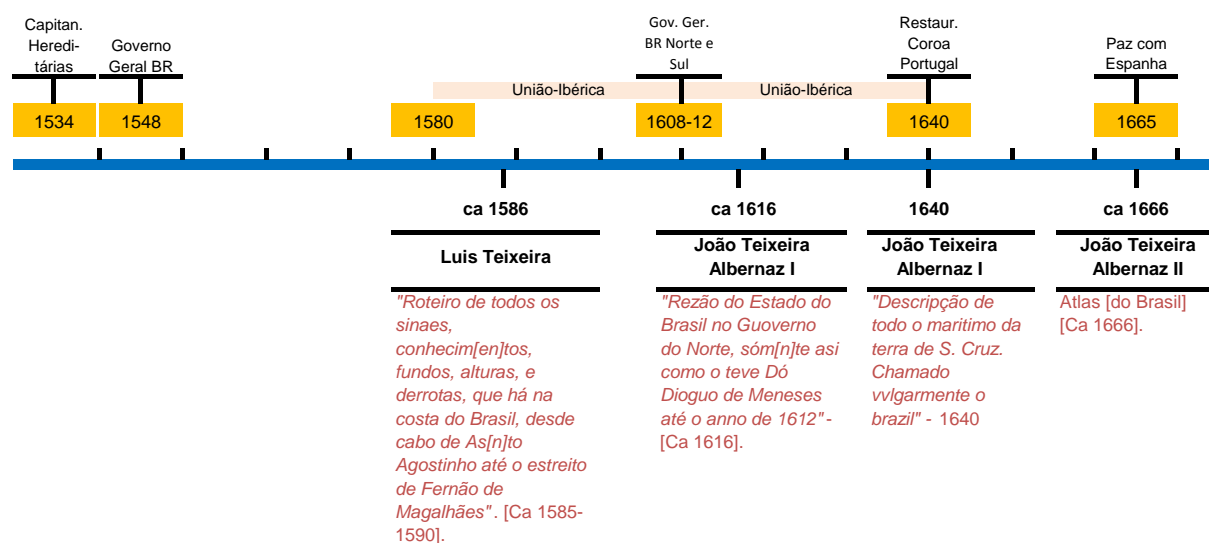 Capitan.
Heredi-
tárias
Governo
Geral BR
Gov. Ger.
BR Norte e
Sul
Restaur.
Coroa
Portugal
Paz com
Espanha
União-Ibérica
União-Ibérica
1534
1548
1580
1608-12
1640
1665
ca 1586
Luis Teixeira
"Roteiro de todos os
sinaes,
conhecim[en]tos,
fundos, alturas, e
derrotas, que há na
costa do Brasil, desde
cabo de As[n]to
Agostinho até o estreito
de Fernão de
Magalhães". [Ca 1585-
1590].
ca 1616
João Teixeira
Albernaz I
"Rezão do Estado do
Brasil no Guoverno
do Norte, sóm[n]te asi
como o teve Dó
Dioguo de Meneses
até o anno de 1612" -
[Ca 1616].
1640
João Teixeira
Albernaz I
"Descripção de
todo o maritimo da
terra de S. Cruz.
Chamado
vvlgarmente o
brazil" - 1640
ca 1666
João Teixeira
Albernaz II
Atlas [do Brasil]
[Ca 1666].